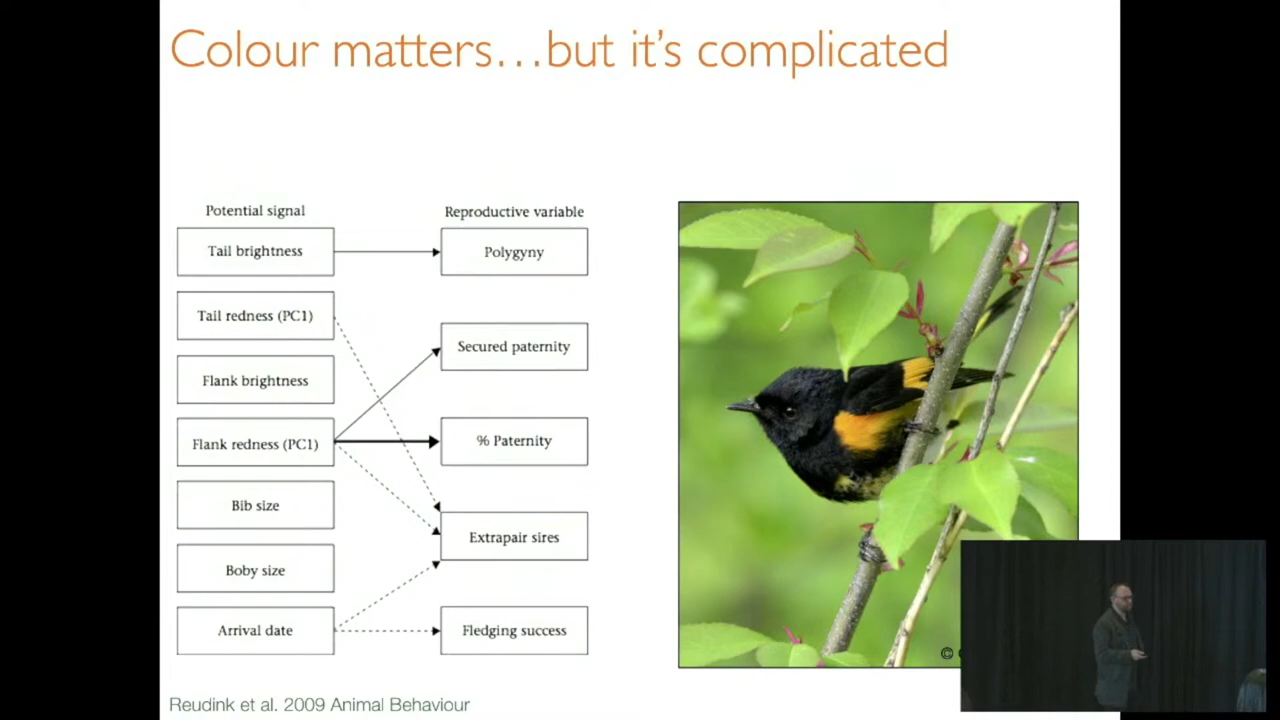 Colour matters…but it's complicated
Potential signal
Reproductive variable
Tail brightness
Polygyny
Tail redness (PC1)
Secured paternity
Flank brightness
Flank redness (PC1)
% Paternity
Bib size
Extrapair sires
Boby size
Arrival date
Fledging success
©
Reudink et al. 2009 Animal Behaviour